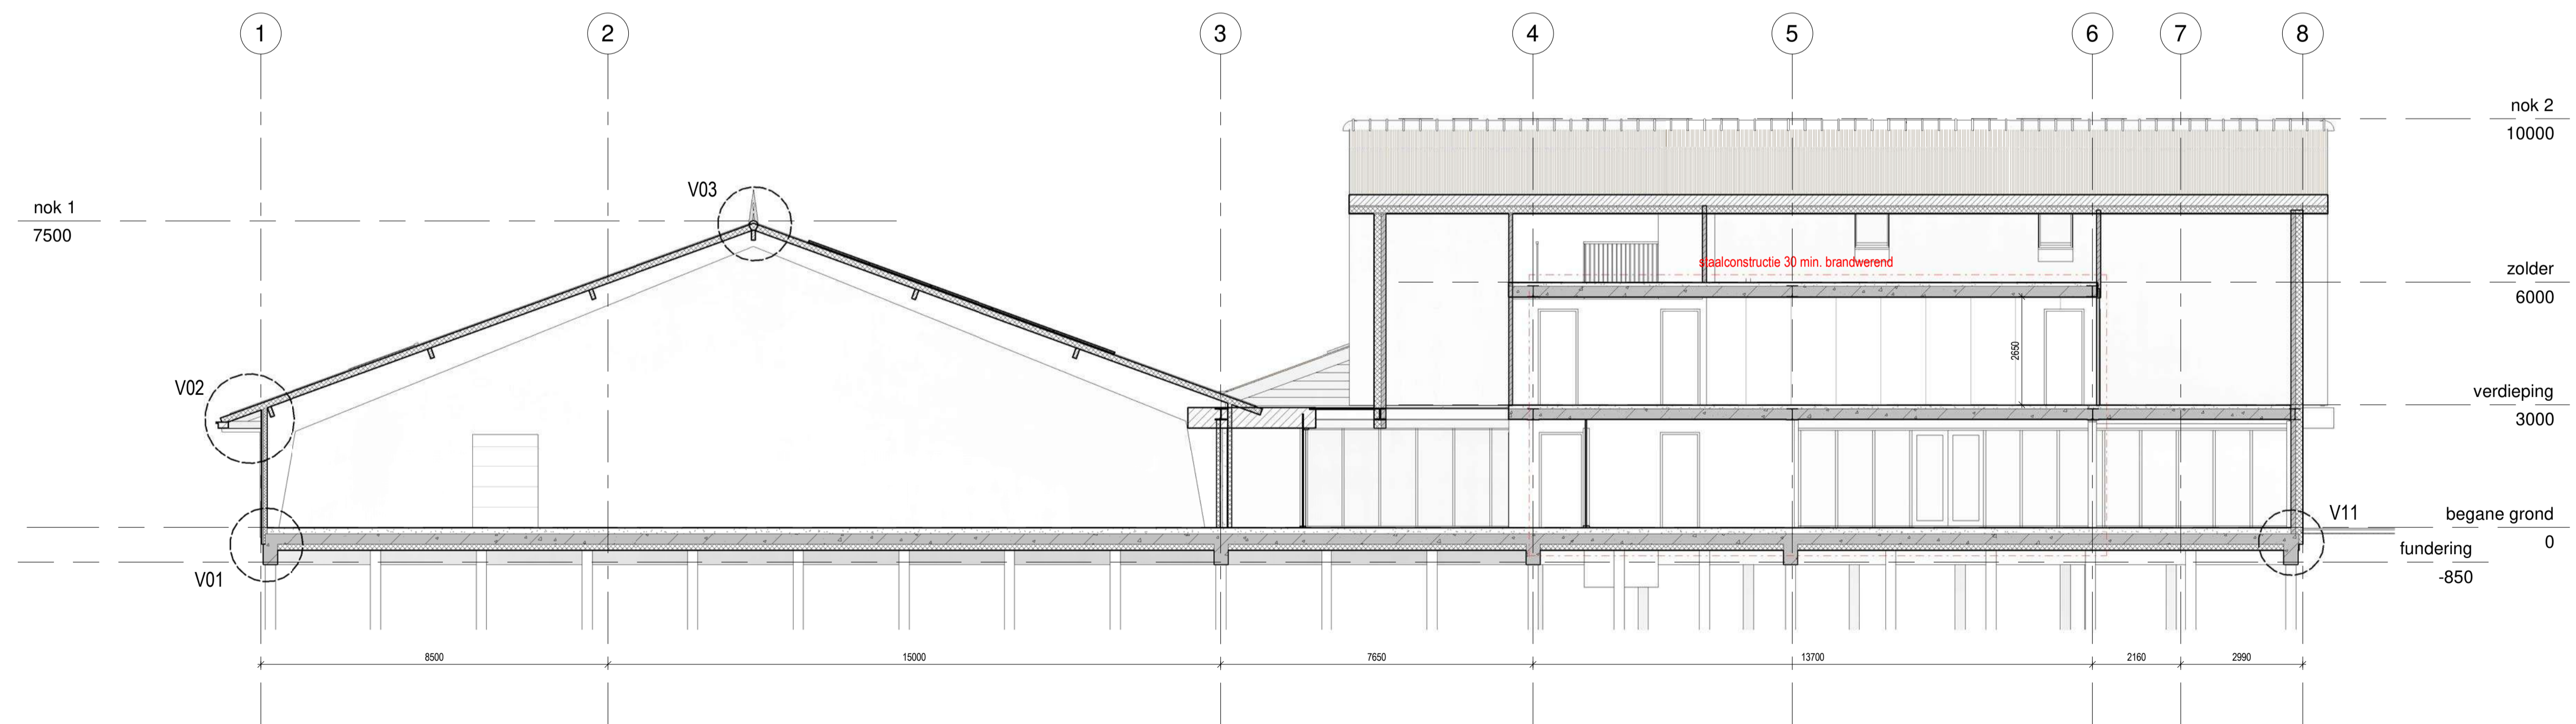 1
2
3
4
5
6
7
8
nok 2
10000
V03
nok 1
7500
staalconstructie 30 min. brandwerend
zolder
6000
2650
V02
verdieping
3000
V11
begane grond
0
fundering
-850
V01
8500
15000
7650
13700
2160
2990